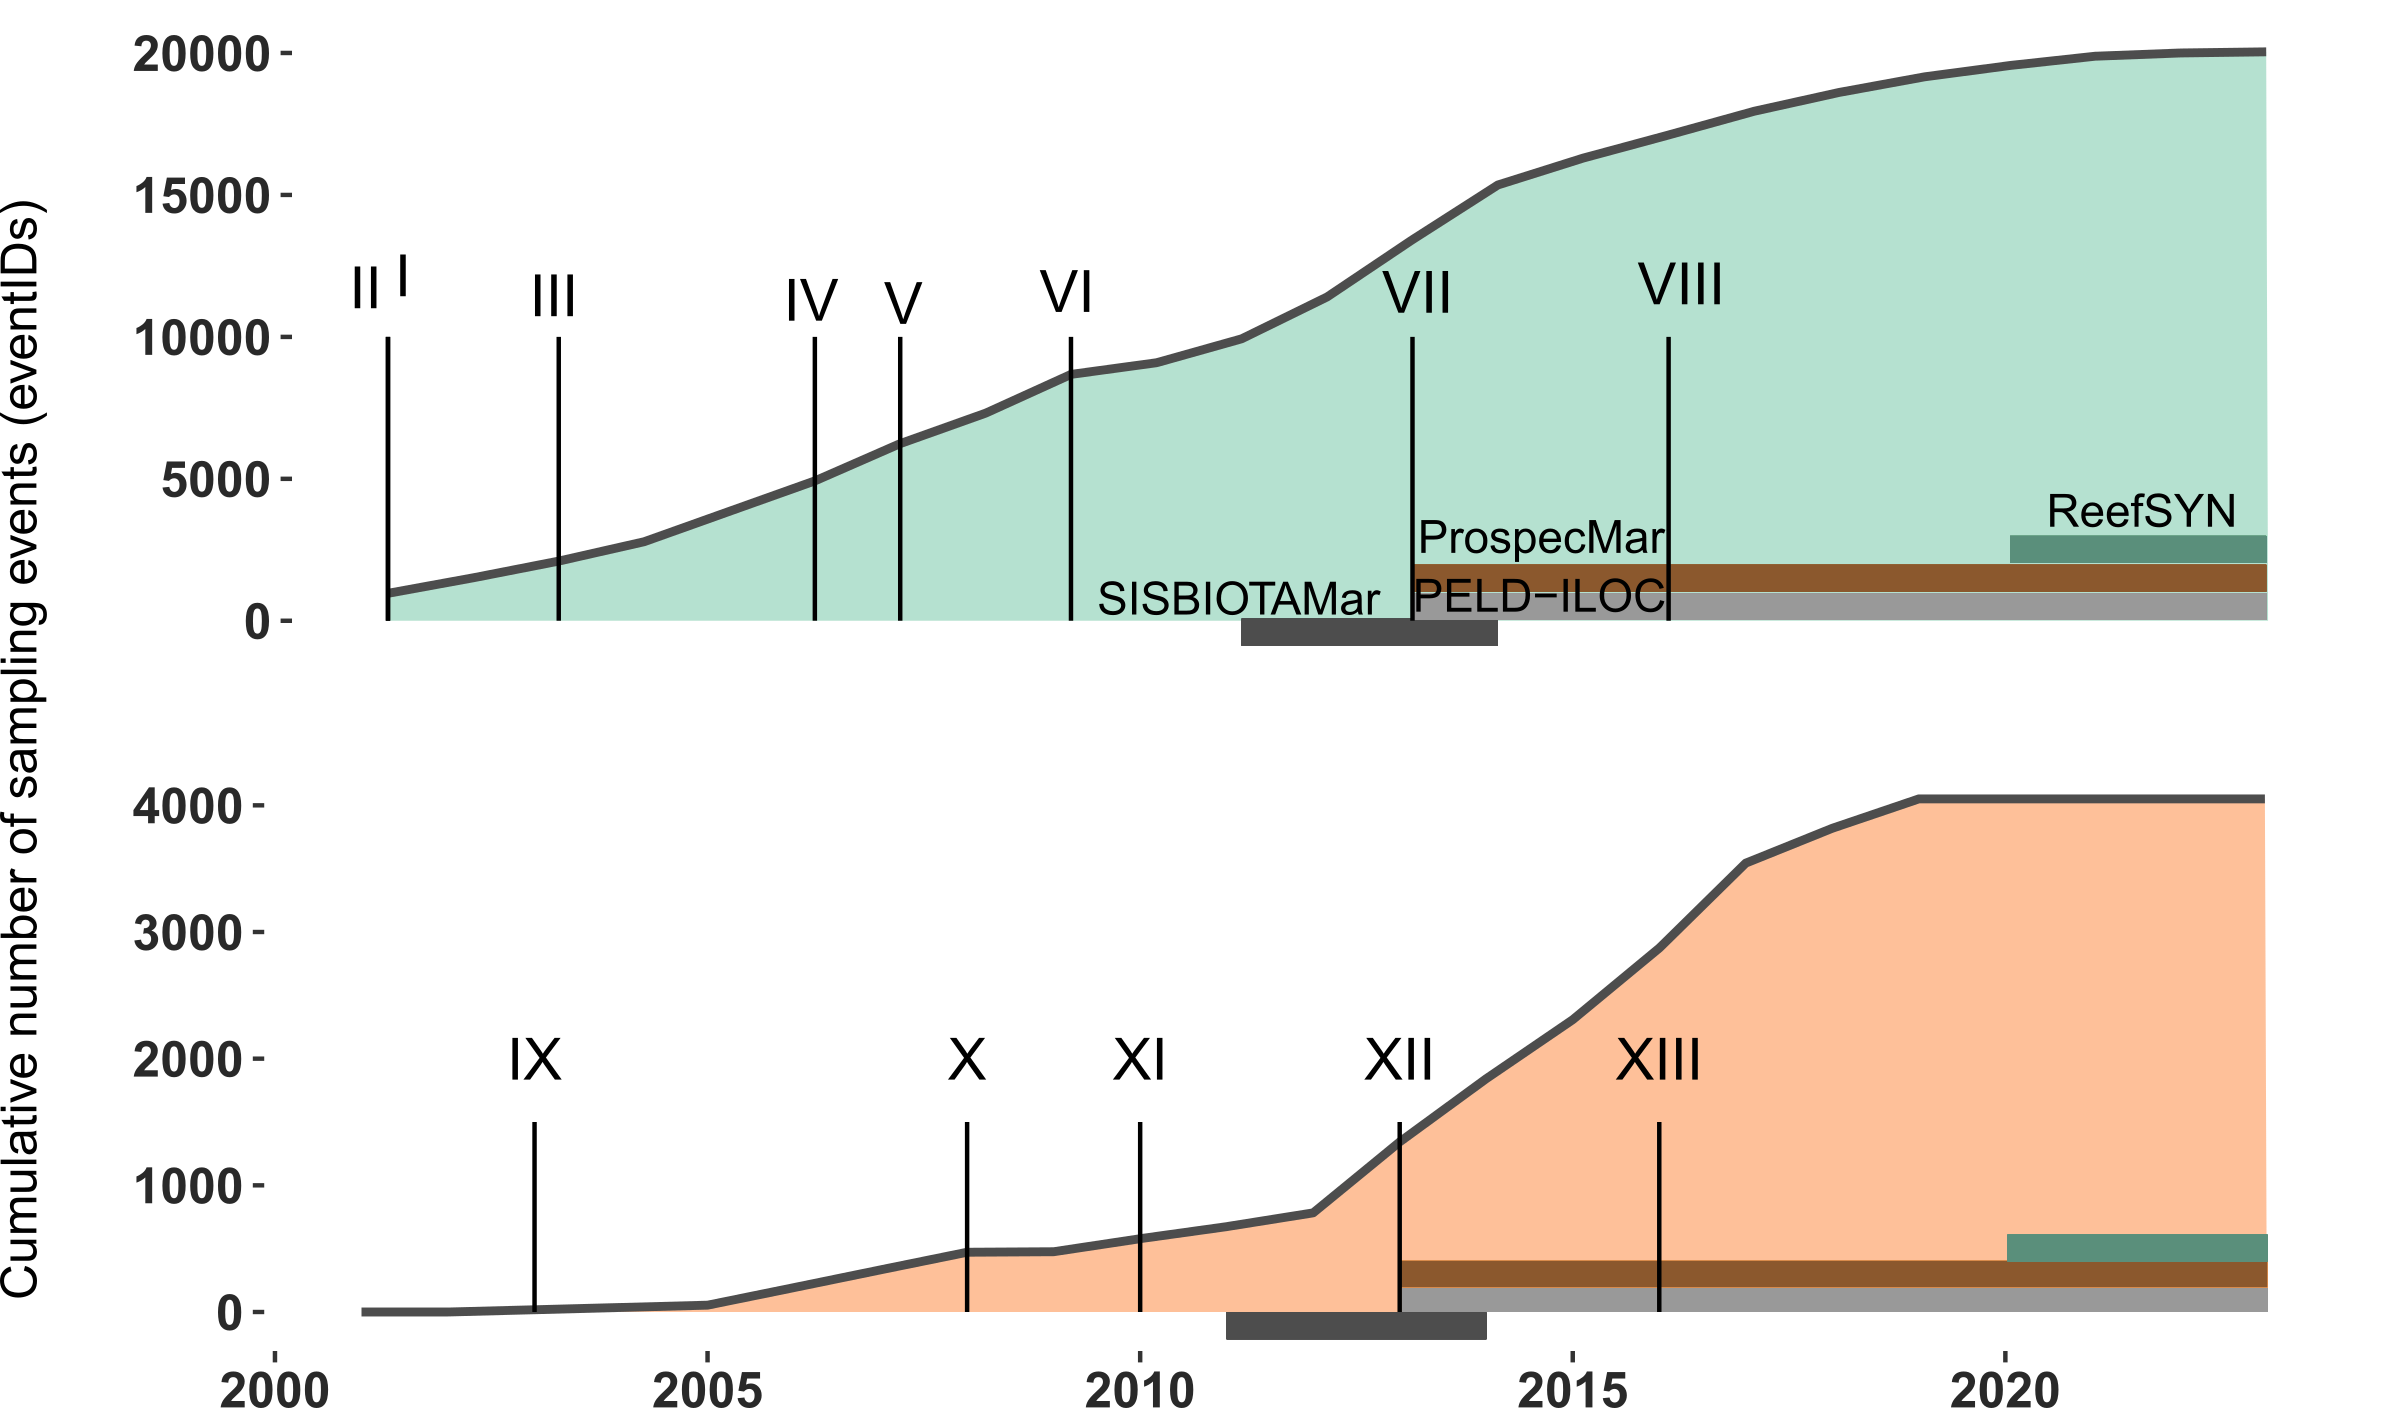 Cumulative number of sampling events (eventIDs)
20000
15000
10000
5000
0
II I III IV V VI VII VIII
ReefSYN
ProspecMar
SISBIOTAMar PELD−ILOC
4000
3000
2000
1000
0
IX X XI XII XIII
2000 2005 2010 2015 2020